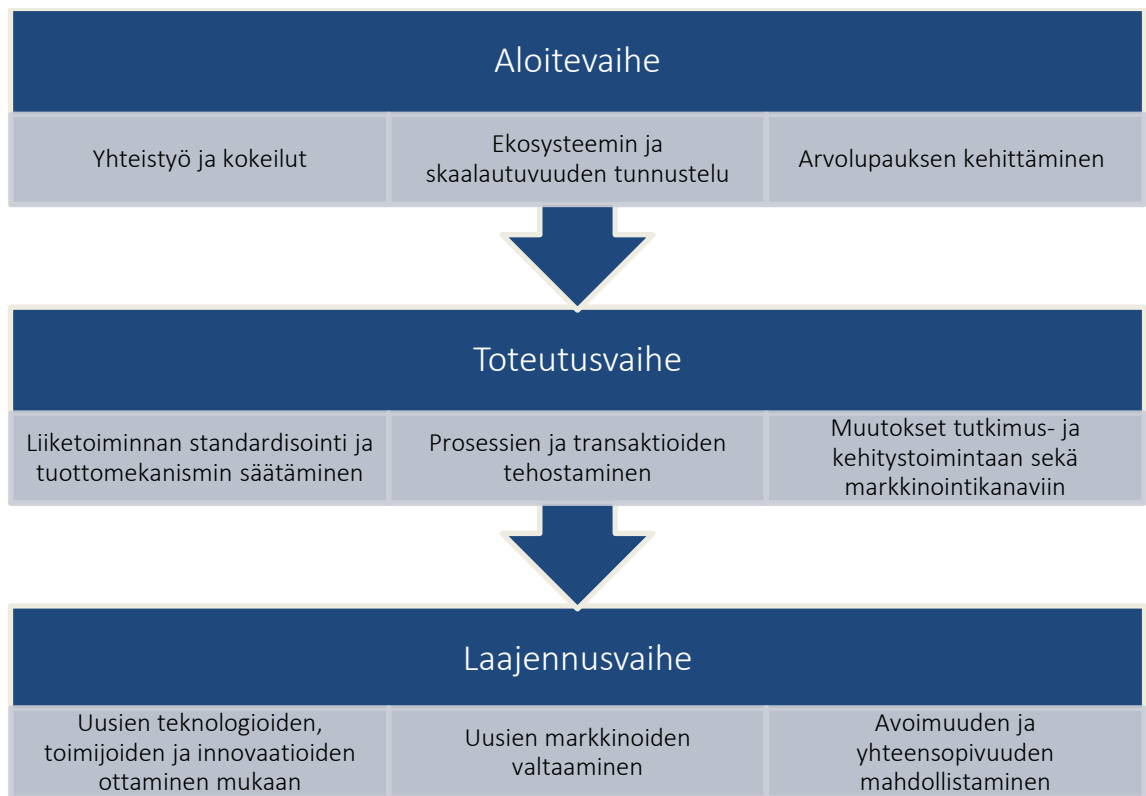 Aloitevaihe
Yhteistyö ja kokeilut
Ekosysteemin ja
skaalautuvuuden tunnustelu
Arvolupauksen kehittäminen
Toteutusvaihe
Liiketoiminnan standardisointi ja
tuottomekanismin säätäminen
Prosessien ja transaktioiden
tehostaminen
Muutokset tutkimus- ja
kehitystoimintaan sekä
markkinointikanaviin
Laajennusvaihe
Uusien teknologioiden,
toimijoiden ja innovaatioiden
ottaminen mukaan
Uusien markkinoiden
valtaaminen
Avoimuuden ja
yhteensopivuuden
mahdollistaminen